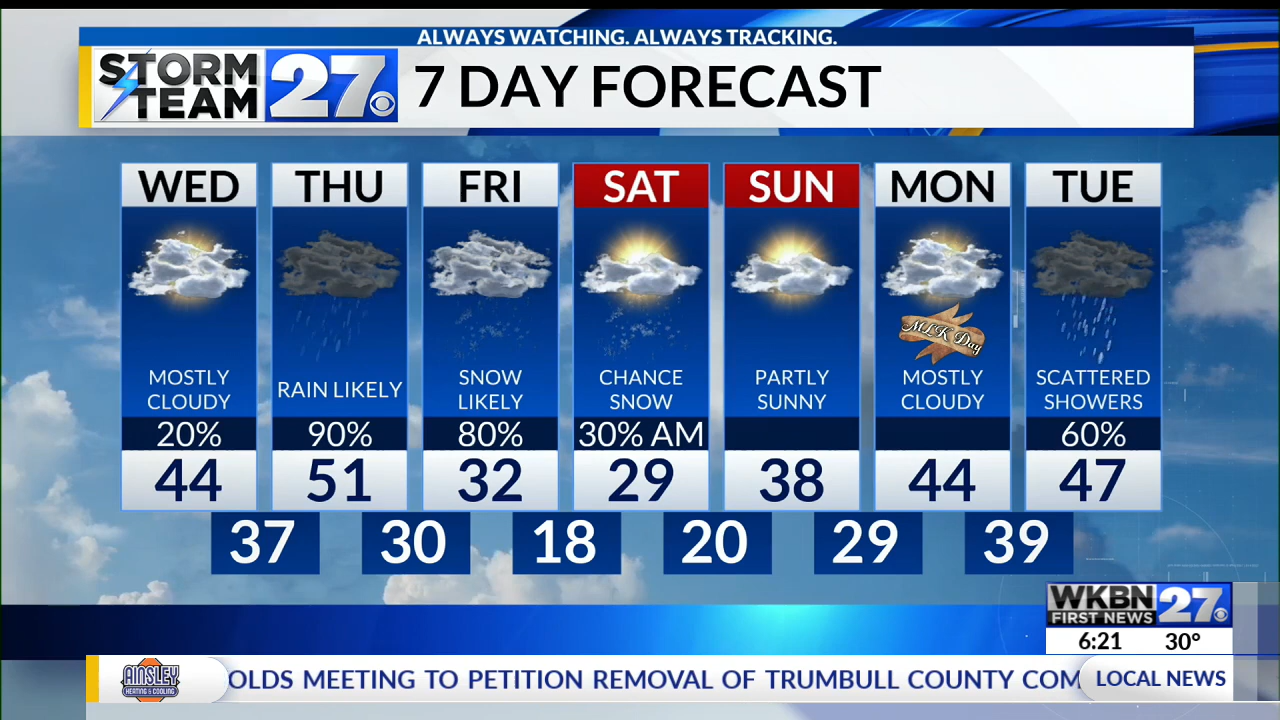 ALWAYS WATCHING. ALWAYS TRACKING.
STORM TEAM 27
7 DAY FORECAST
WED THU FRI SAT SUN MON TUE
MLK Day
MOSTLY CLOUDY
RAIN LIKELY
SNOW LIKELY
CHANCE SNOW
PARTLY SUNNY
MOSTLY CLOUDY
SCATTERED SHOWERS
20% 90% 80% 30% AM 60%
44 51 32 29 38 44 47
37 30 18 20 29 39
WKBN 27
FIRST NEWS
6:21 30°
AINSLEY
HEATING & COOLING
OLDS MEETING TO PETITION REMOVAL OF TRUMBULL COUNTY COM
LOCAL NEWS